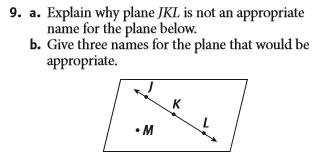 9. a. Explain why plane JKL is not an appropriate
name for the plane below.
b. Give three names for the plane that would be
appropriate.
J
K
L
M